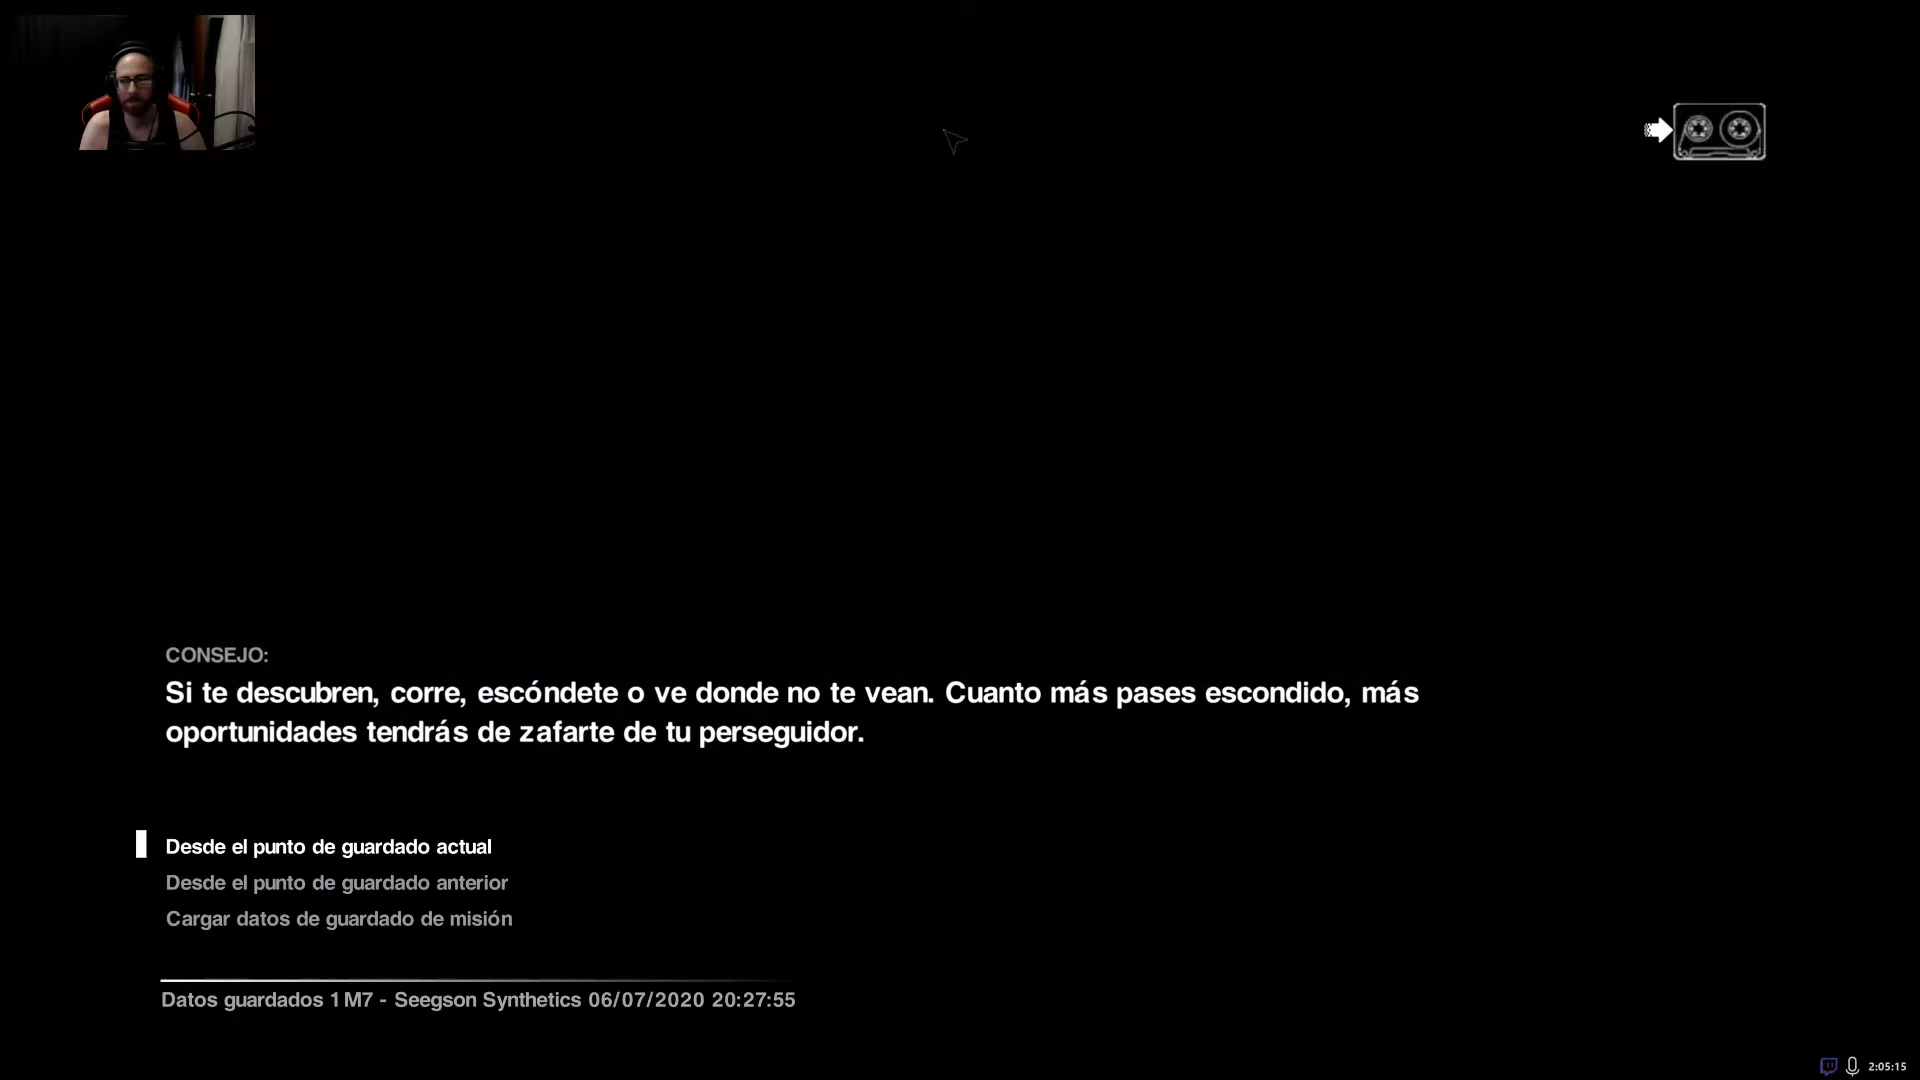 CONSEJO:
Si te descubren, corre, escóndete o ve donde no te vean. Cuanto más pases escondido, más
oportunidades tendrás de zafarte de tu perseguidor.
Desde el punto de guardado actual
Desde el punto de guardado anterior
Cargar datos de guardado de misión
Datos guardados 1 M7 - Seegson Synthetics 06/07/2020 20:27:55
2:05:15